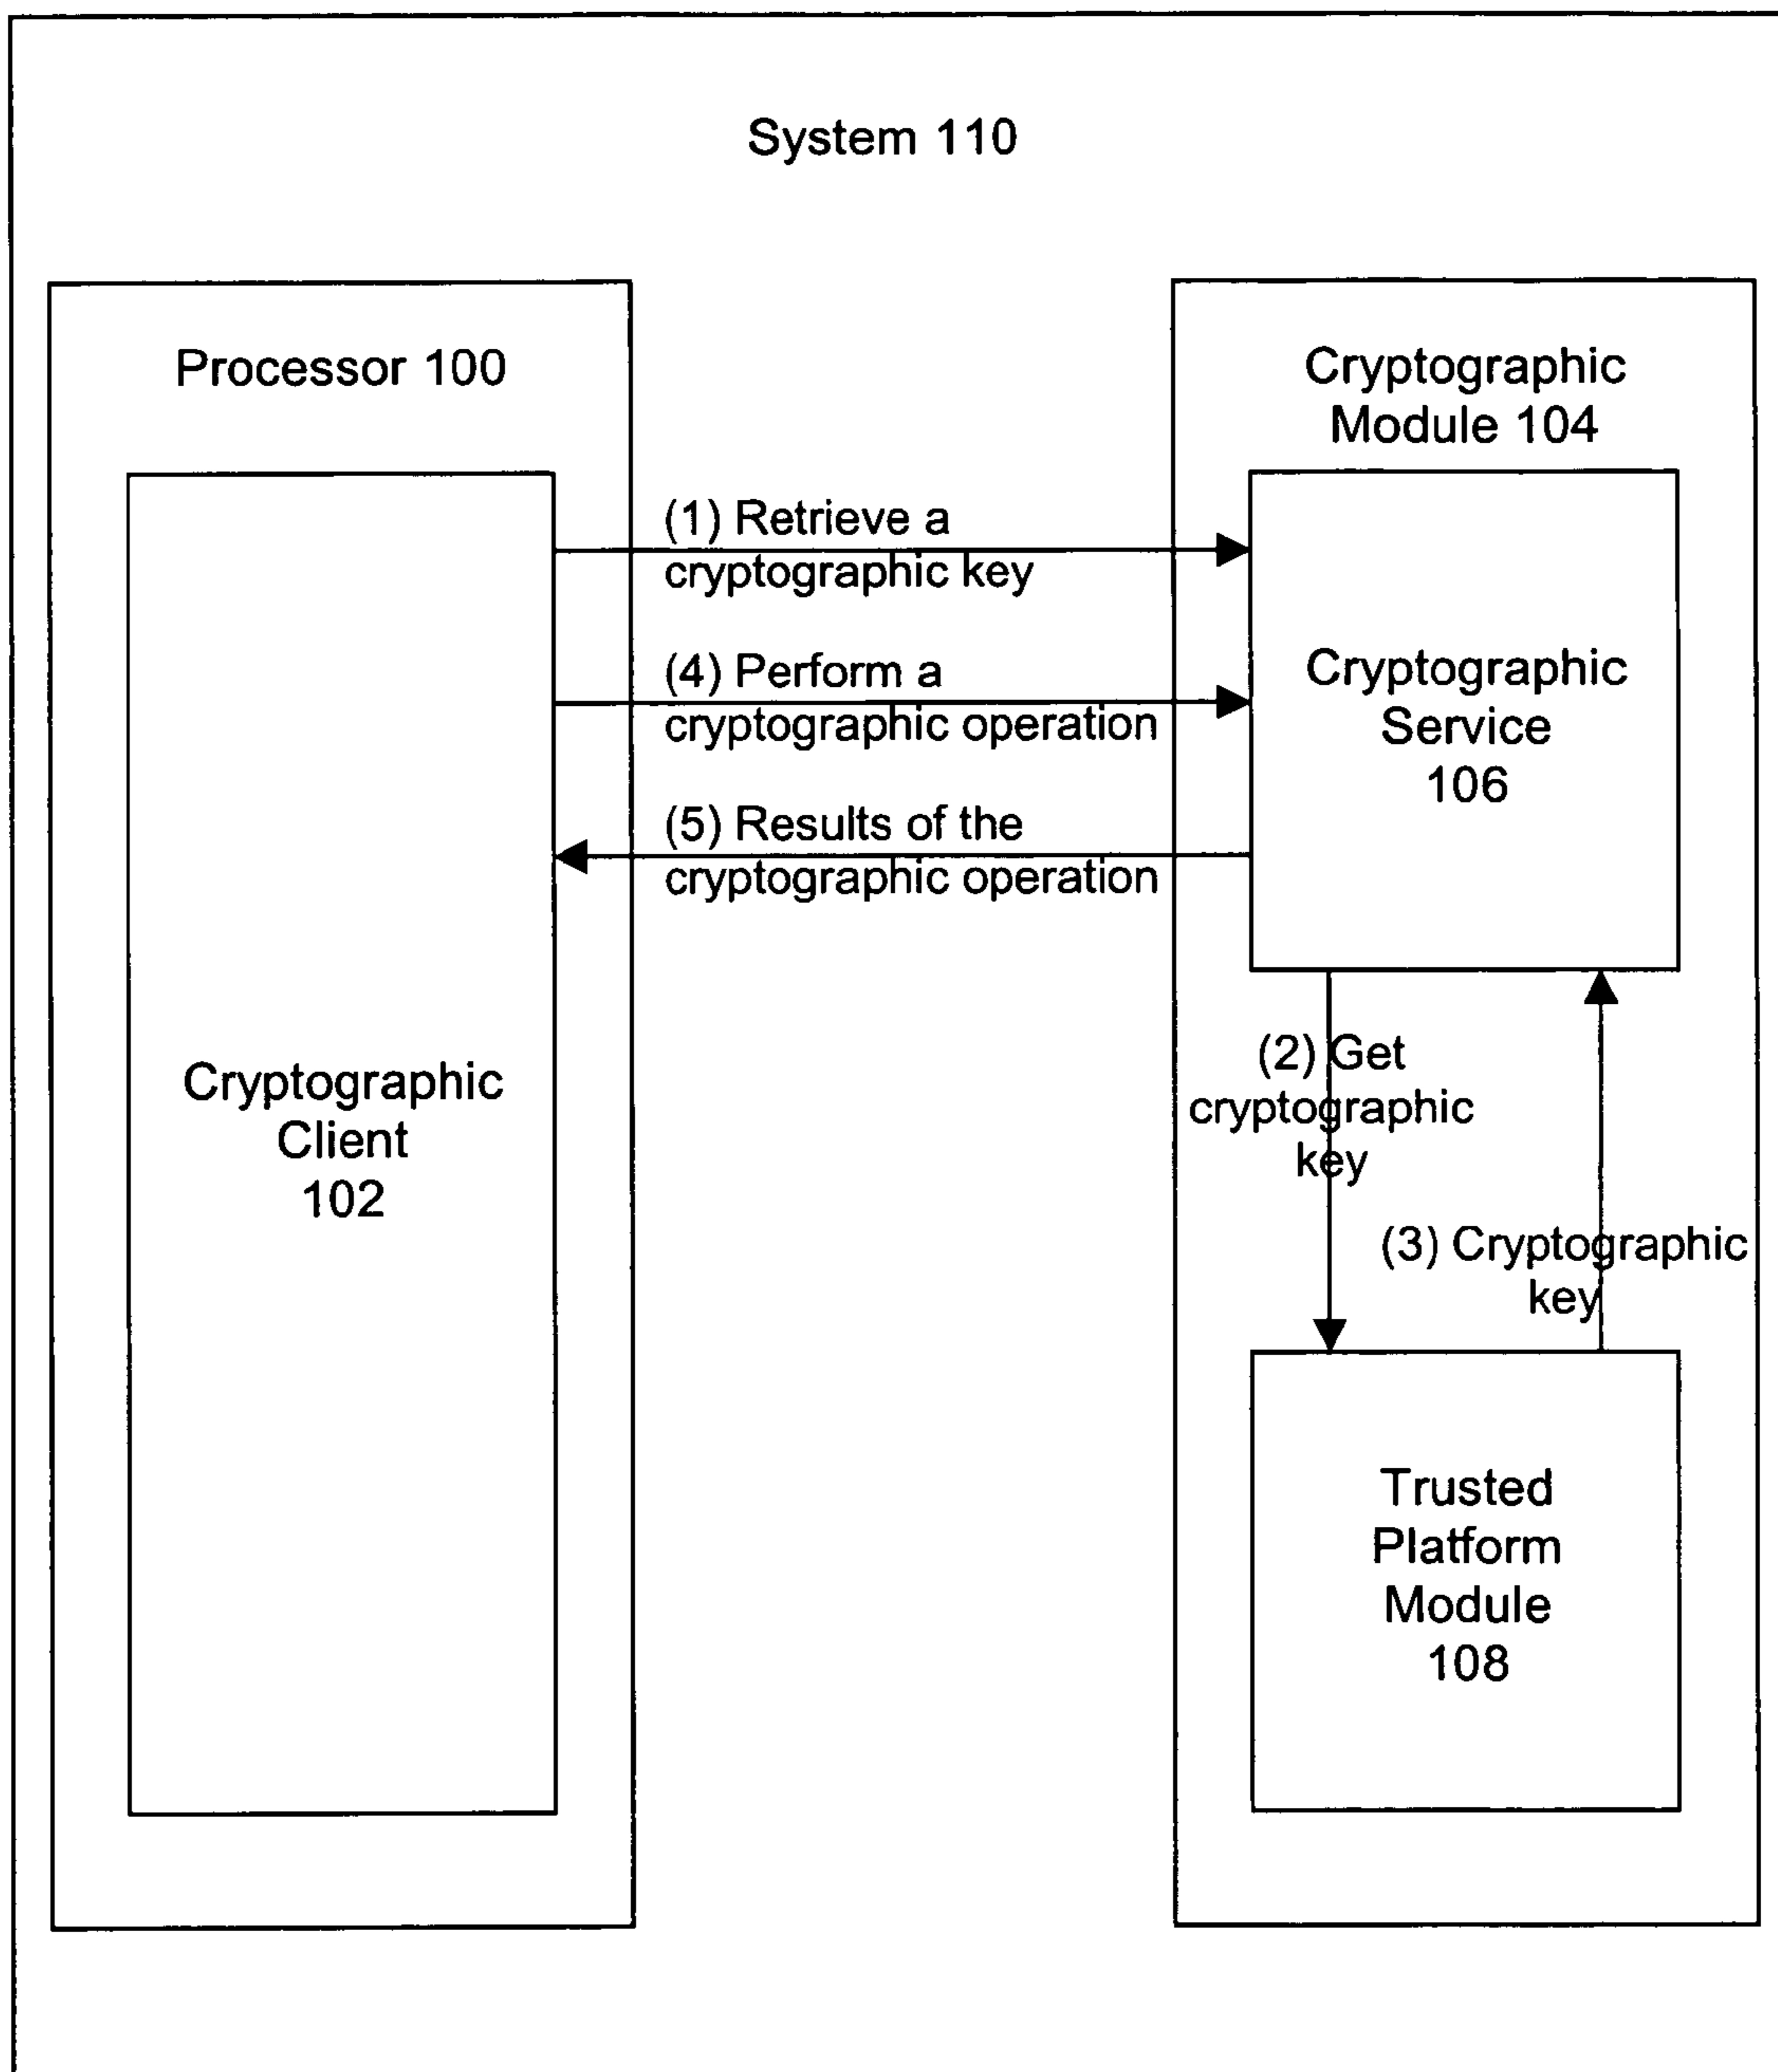 System 110
Processor 100
Cryptographic
Module 104
(1) Retrieve a
cryptographic key
(4) Perform a
cryptographic operation
(5) Results of the
cryptographic operation
Cryptographic
Service
106
Cryptographic
Client
102
(2) Get
cryptographic
key
(3) Cryptographic
key
Trusted
Platform
Module
108